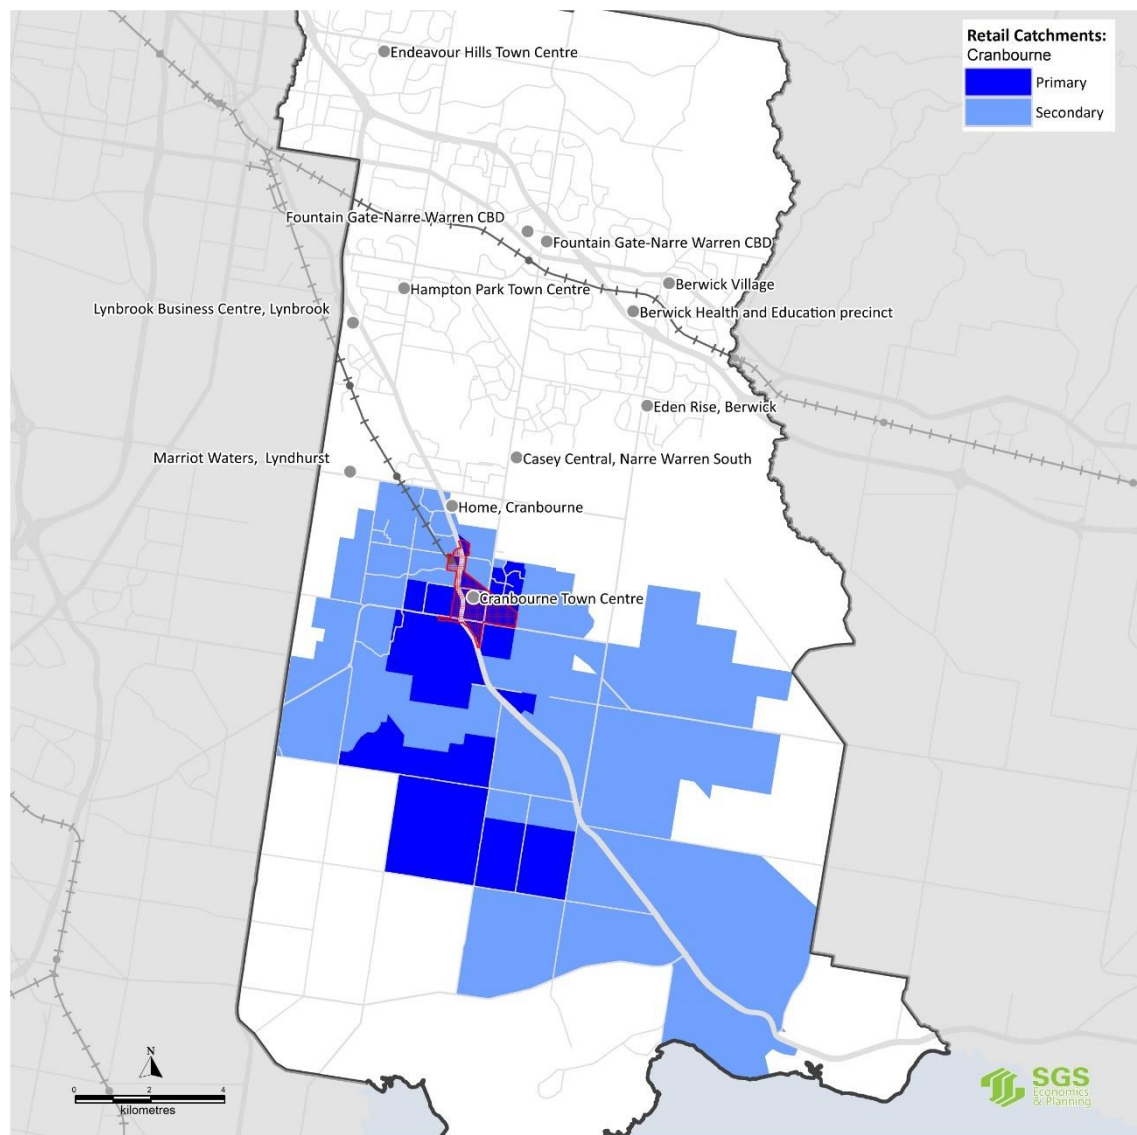 Retail Catchments:
Cranbourne
Primary
Secondary
Endeavour Hills Town Centre
Fountain Gate-Narre Warren CBD
Fountain Gate-Narre Warren CBD
Berwick Village
Hampton Park Town Centre
Lynbrook Business Centre, Lynbrook
Berwick Health and Education precinct
Eden Rise, Berwick
Marriot Waters, Lyndhurst
Casey Central, Narre Warren South
Home, Cranbourne
Cranbourne Town Centre
N
0 2 4
kilometres
SGS
Economics
& Planning